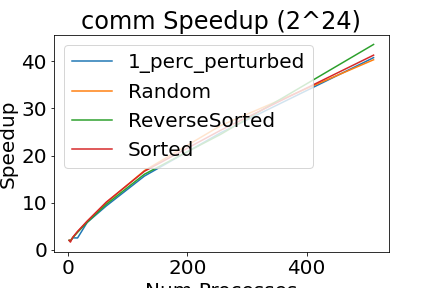 comm Speedup (2^24)
Speedup
40
30
20
10
0
1_perc_perturbed
Random
ReverseSorted
Sorted
0 200 400
Num Processes